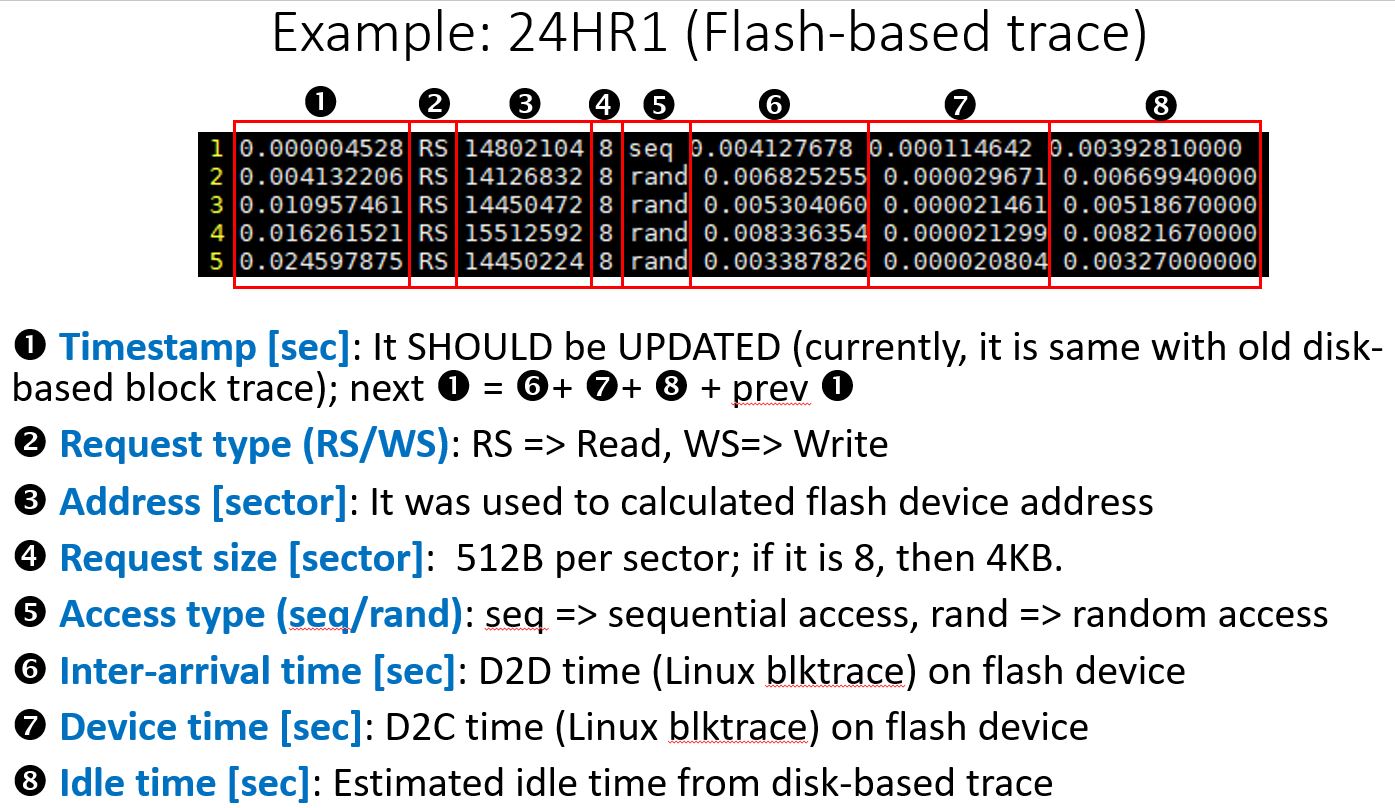 Example: 24HR1 (Flash-based trace)
❶ ❷ ❸ ❹ ❺ ❻ ❼ ❽
1 0.000004528 RS 14802104 8 seq 0.004127678 0.000114642 0.00392810000
2 0.004132206 RS 14126832 8 rand 0.006825255 0.000029671 0.00669940000
3 0.010957461 RS 14450472 8 rand 0.005304060 0.000021461 0.00518670000
4 0.016261521 RS 15512592 8 rand 0.008336354 0.000021299 0.00821670000
5 0.024597875 RS 14450224 8 rand 0.003387826 0.000020804 0.00327000000
❶ Timestamp [sec]: It SHOULD be UPDATED (currently, it is same with old disk-
based block trace); next ❶ = ❻+ ❼+ ❽ + prev ❶
❷ Request type (RS/WS): RS => Read, WS=> Write
❸ Address [sector]: It was used to calculated flash device address
❹ Request size [sector]: 512B per sector; if it is 8, then 4KB.
❺ Access type (seq/rand): seq => sequential access, rand => random access
❻ Inter-arrival time [sec]: D2D time (Linux blktrace) on flash device
❼ Device time [sec]: D2C time (Linux blktrace) on flash device
❽ Idle time [sec]: Estimated idle time from disk-based trace